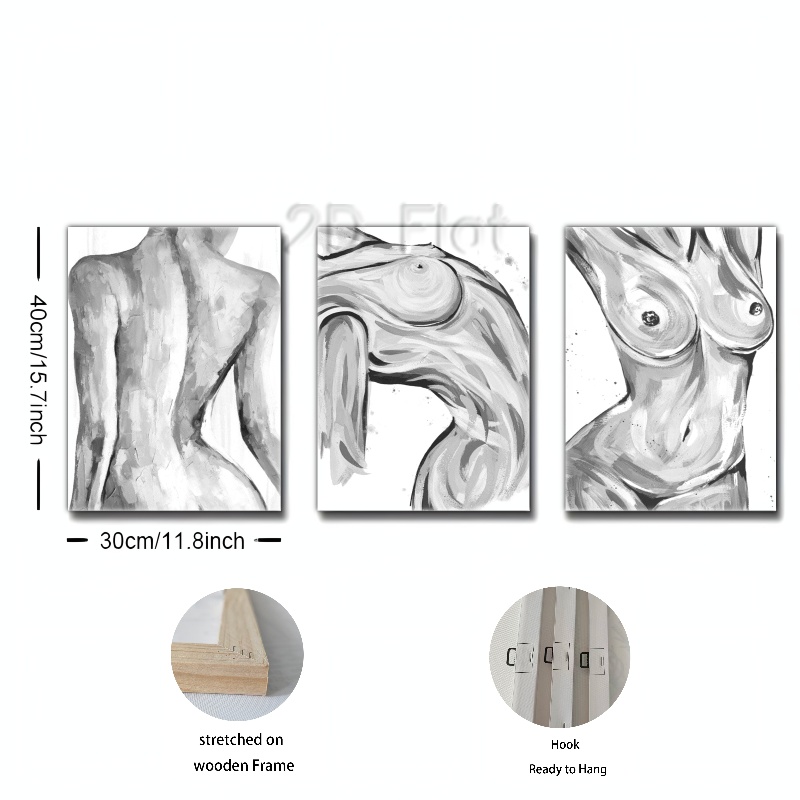 2D Flat
40cm/15.7inch
30cm/11.8inch
stretched on
wooden Frame
Hook
Ready to Hang